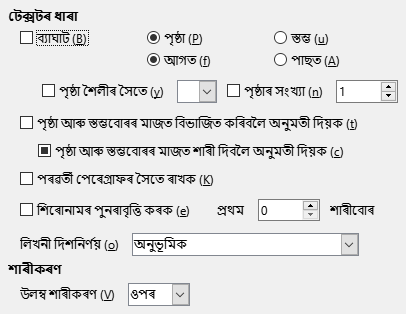 টেক্সটৰ ধাৰা
ব্যাঘাট (B) পৃষ্ঠা (P) স্তম্ভ (u)
আগত (f) পাছত (A)
পৃষ্ঠা শৈলীৰ সৈতে (y) পৃষ্ঠাৰ সংখ্যা (n) 1
পৃষ্ঠা আৰু স্তম্ভবোৰৰ মাজত বিভাজিত কৰিবলৈ অনুমতী দিয়ক (t)
পৃষ্ঠা আৰু স্তম্ভবোৰৰ মাজত শাৰী দিবলৈ অনুমতী দিয়ক (c)
পৰৱৰ্তী পেৰেগ্ৰাফৰ সৈতে ৰাখক (K)
শিৰোনামৰ পুনৰাবৃত্তি কৰক (e) প্ৰথম 0 শাৰীবোৰ
লিখনী দিশনিৰ্ণয় (o) অনুভূমিক
শাৰীকৰণ
উলম্ব শাৰীকৰণ (V) ওপৰ